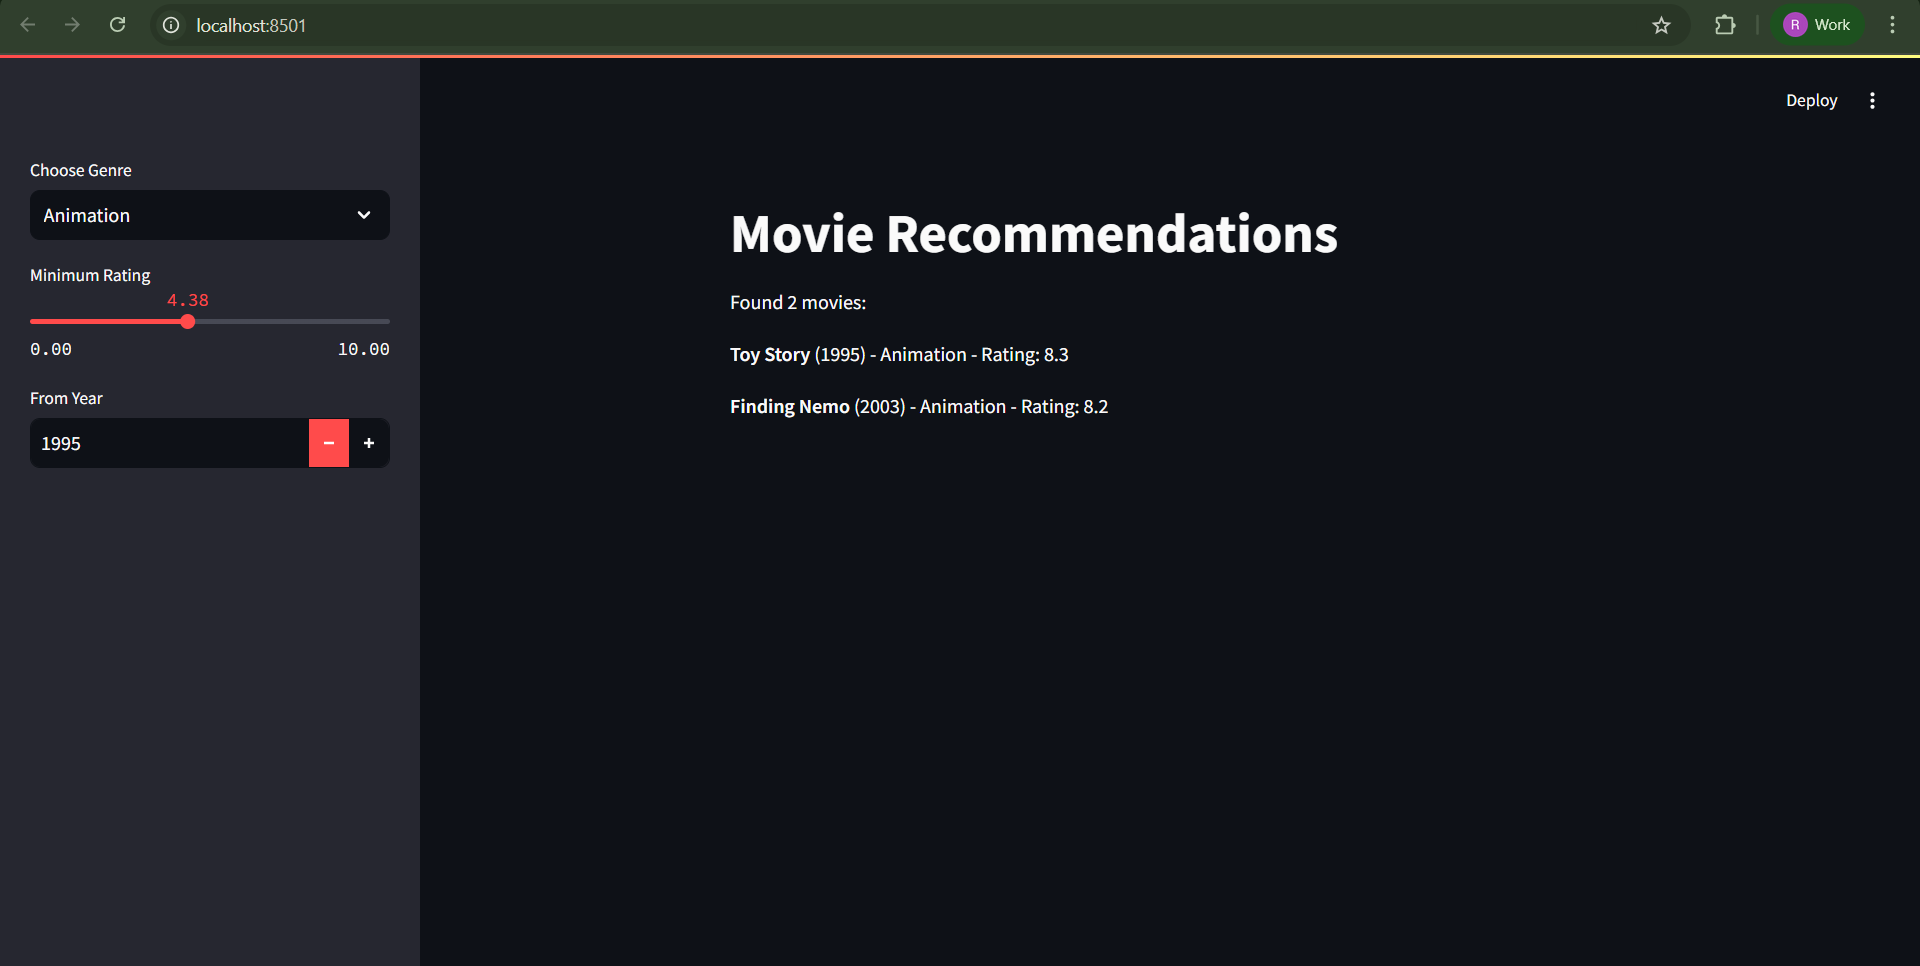 localhost:8501
R Work
Deploy
Choose Genre
Animation
Minimum Rating
4.38
0.00 10.00
From Year
1995
Movie Recommendations
Found 2 movies:
Toy Story (1995) - Animation - Rating: 8.3
Finding Nemo (2003) - Animation - Rating: 8.2